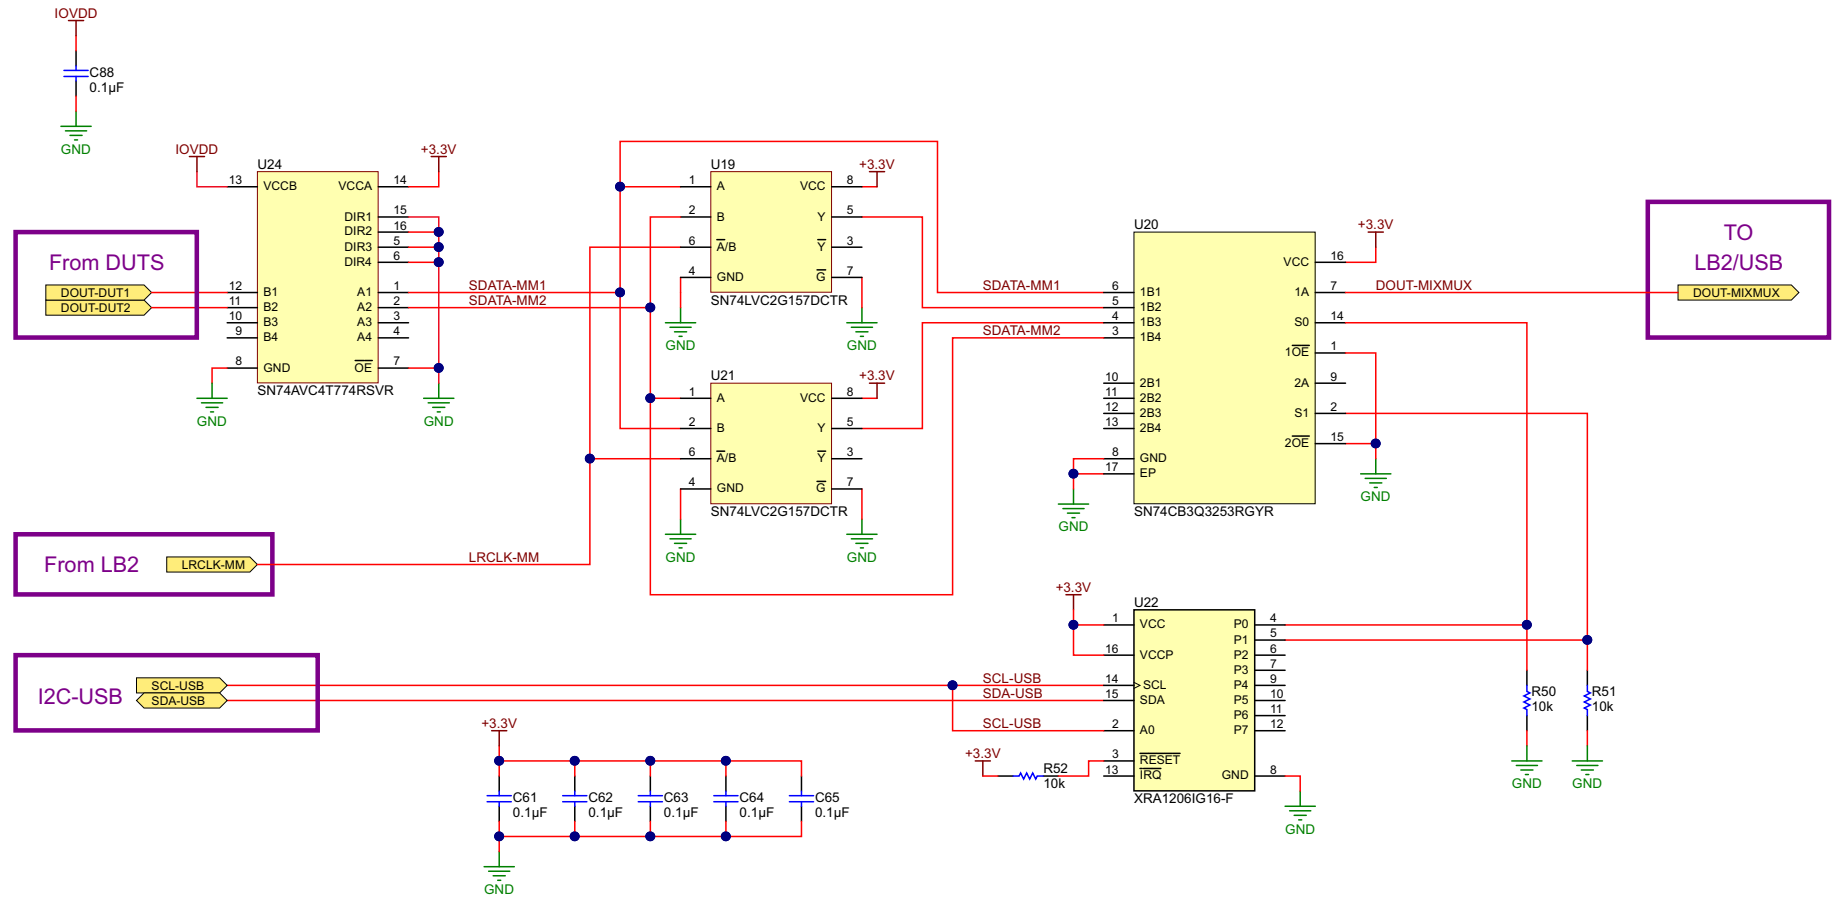 IOVDD
C88
0.1µF
GND
IOVDD
+3.3V
U24
13 VCCB VCCA 14
DIR1 15
DIR2 16
DIR3 5
DIR4 6
12 B1 A1 1
11 B2 A2 2
10 B3 A3 3
9 B4 A4 4
8 GND OE 7
SN74AVC4T774RSVR
GND
GND
From DUTS
DOUT-DUT1
DOUT-DUT2
SDATA-MM1
SDATA-MM2
U19
+3.3V
1 A VCC 8
2 B Y 5
6 A/B Y 3
4 GND G 7
SN74LVC2G157DCTR
GND
GND
U21
+3.3V
1 A VCC 8
2 B Y 5
6 A/B Y 3
4 GND G 7
SN74LVC2G157DCTR
GND
GND
From LB2
LRCLK-MM
LRCLK-MM
SDATA-MM1
SDATA-MM2
U20
+3.3V
VCC 16
6 1B1 1A 7
5 1B2
4 1B3 S0 14
3 1B4
1OE 1
10 2B1 2A 9
11 2B2
12 2B3 S1 2
13 2B4
2OE 15
8 GND
17 EP
SN74CB3Q3253RGYR
GND
GND
DOUT-MIXMUX
TO
LB2/USB
DOUT-MIXMUX
I2C-USB
SCL-USB
SDA-USB
SCL-USB
SDA-USB
SCL-USB
+3.3V
U22
1 VCC P0 4
P1 5
16 VCCP P2 6
P3 7
14 SCL P4 9
15 SDA P5 10
P6 11
2 A0 P7 12
3 RESET
13 IRQ GND 8
XRA1206IG16-F
+3.3V
R52
10k
GND
R50
10k
R51
10k
GND
GND
+3.3V
C61
0.1µF
C62
0.1µF
C63
0.1µF
C64
0.1µF
C65
0.1µF
GND